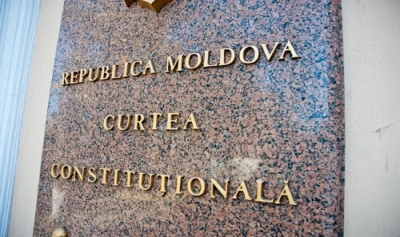 REPUBLICA MOLDOVA
CURTEA
CONSTITUȚIONALĂ